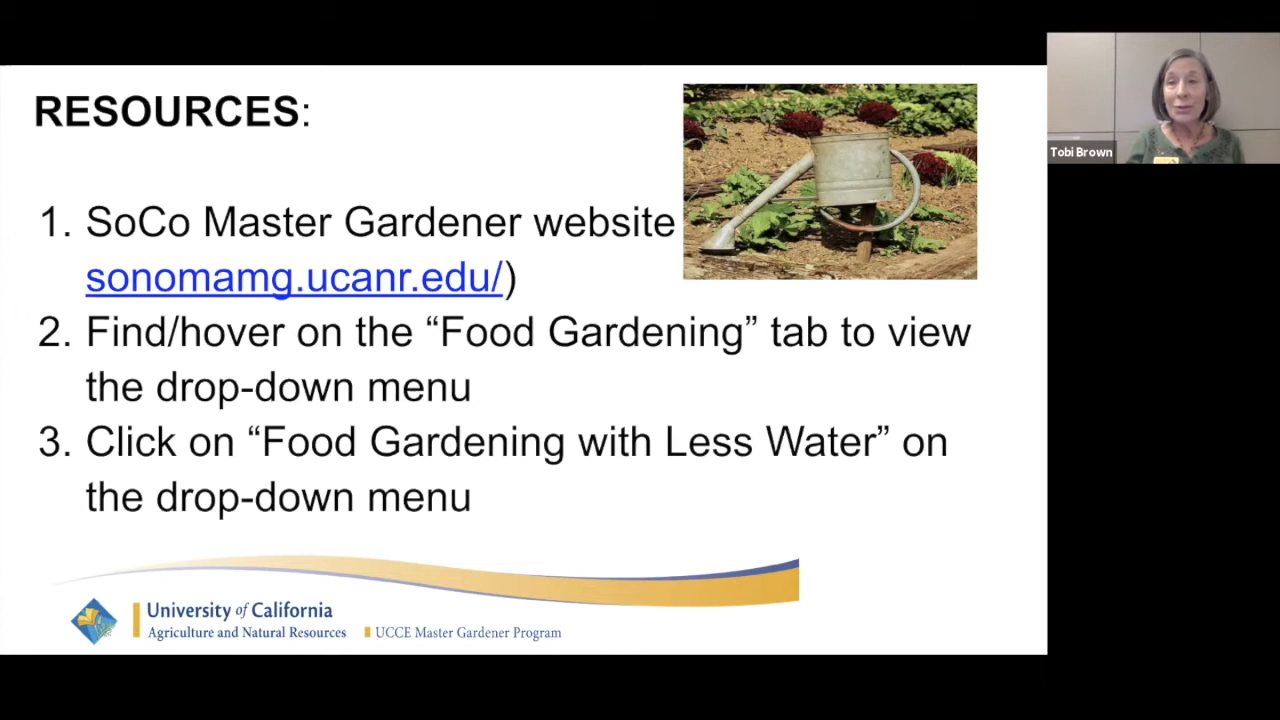 RESOURCES:
1. SoCo Master Gardener website
sonomamg.ucanr.edu/)
2. Find/hover on the “Food Gardening” tab to view
the drop-down menu
3. Click on “Food Gardening with Less Water” on
the drop-down menu
University of California
Agriculture and Natural Resources
UCCE Master Gardener Program
Tobi Brown